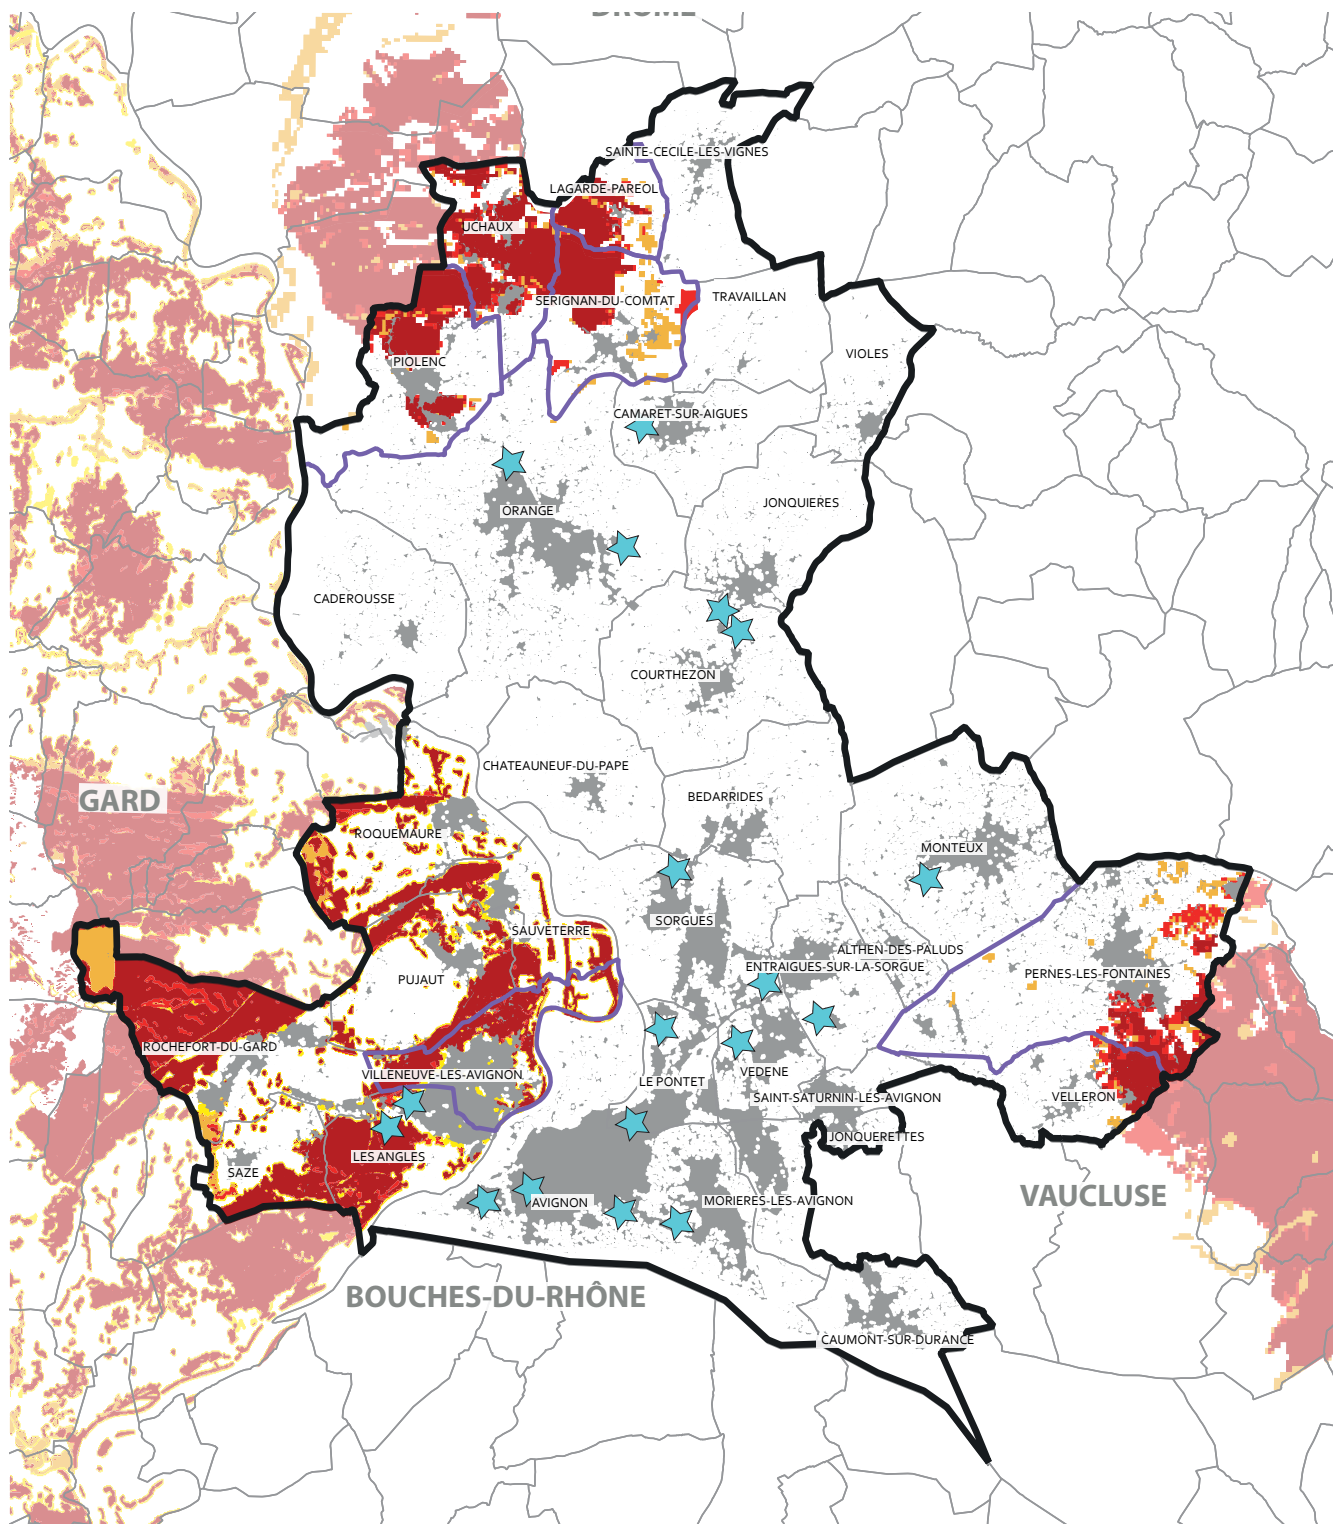 DROME
SAINTE-CECILE-LES-VIGNES
LAGARDE-PAREOL
UCHAUX
SERIGNAN-DU-COMTAT
TRAVAILLAN
VIOLES
PIOLENC
CAMARET-SUR-AIGUES
JONQUIERES
ORANGE
CADEROUSSE
COURTHEZON
CHATEAUNEUF-DU-PAPE
BEDARRIDES
GARD
ROQUEMAURE
MONTEUX
SORGUES
SAUVETERRE
ALTHEN-DES-PALUDS
ENTRAIGUES-SUR-LA-SORGUE
PERNES-LES-FONTAINES
PUJAUT
ROCHEFORT-DU-GARD
VILLENEUVE-LES-AVIGNON
LE PONTET
VEDENE
SAINT-SATURNIN-LES-AVIGNON
VELLERON
JONQUERETTES
LES ANGLES
SAZE
AVIGNON
MORIERES-LES-AVIGNON
VAUCLUSE
BOUCHES-DU-RHÔNE
CAUMONT-SUR-DURANCE